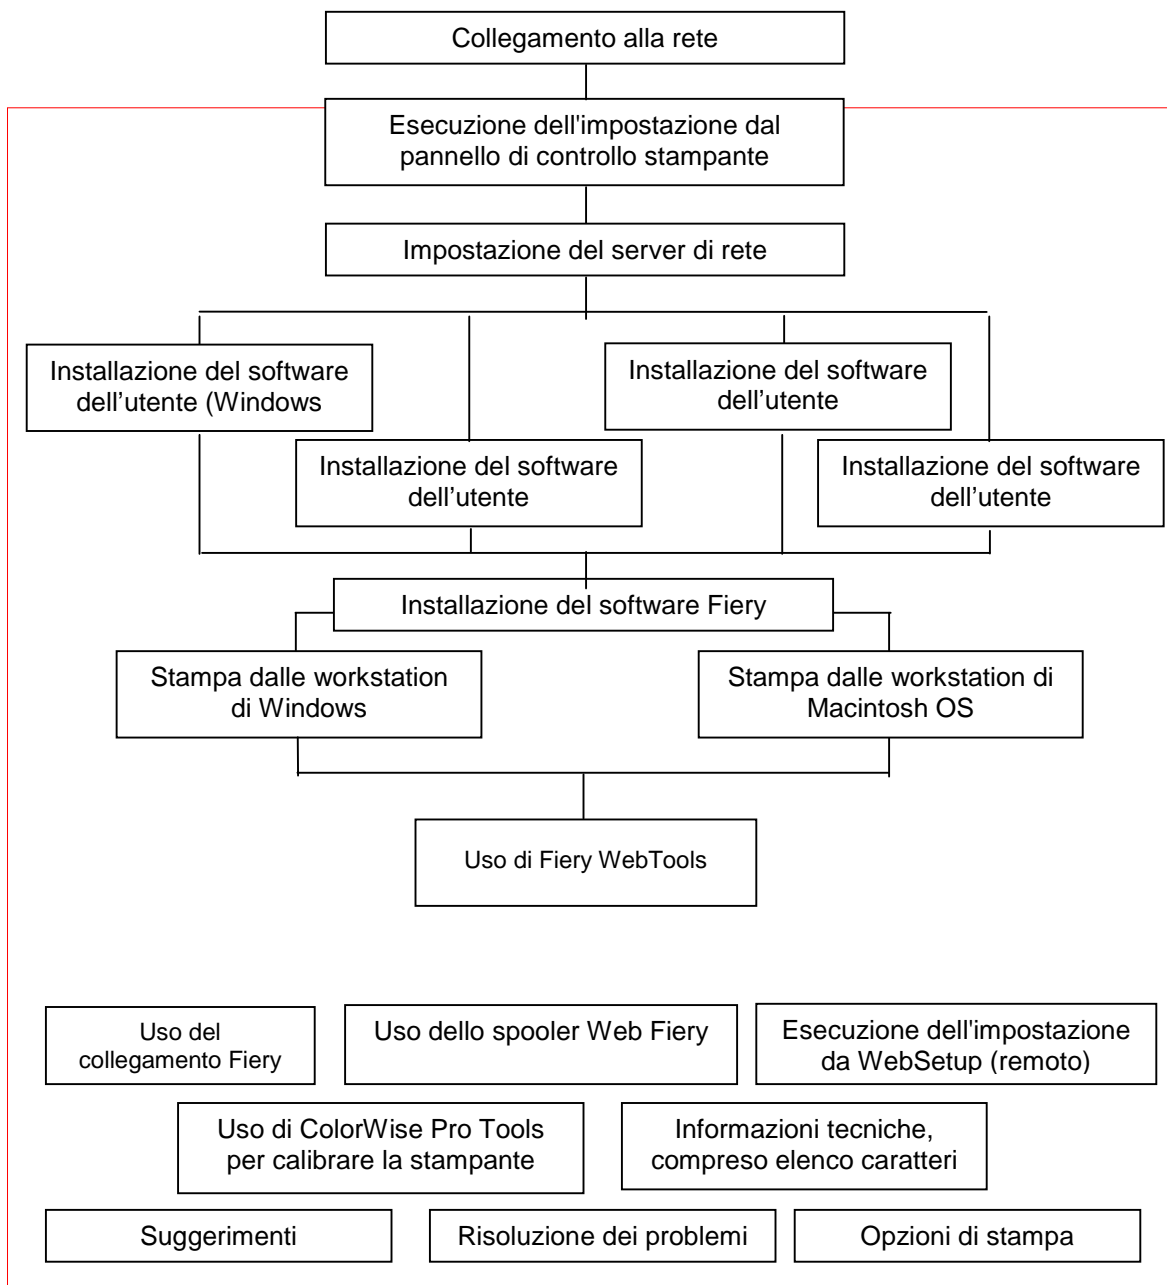 Collegamento alla rete
Esecuzione dell'impostazione dal
pannello di controllo stampante
Impostazione del server di rete
Installazione del software
dell’utente (Windows
Installazione del software
dell’utente
Installazione del software
dell’utente
Installazione del software
dell’utente
Installazione del software Fiery
Stampa dalle workstation
di Windows
Stampa dalle workstation di
Macintosh OS
Uso di Fiery WebTools
Uso del
collegamento Fiery
Uso dello spooler Web Fiery
Esecuzione dell'impostazione
da WebSetup (remoto)
Uso di ColorWise Pro Tools
per calibrare la stampante
Informazioni tecniche,
compreso elenco caratteri
Suggerimenti
Risoluzione dei problemi
Opzioni di stampa